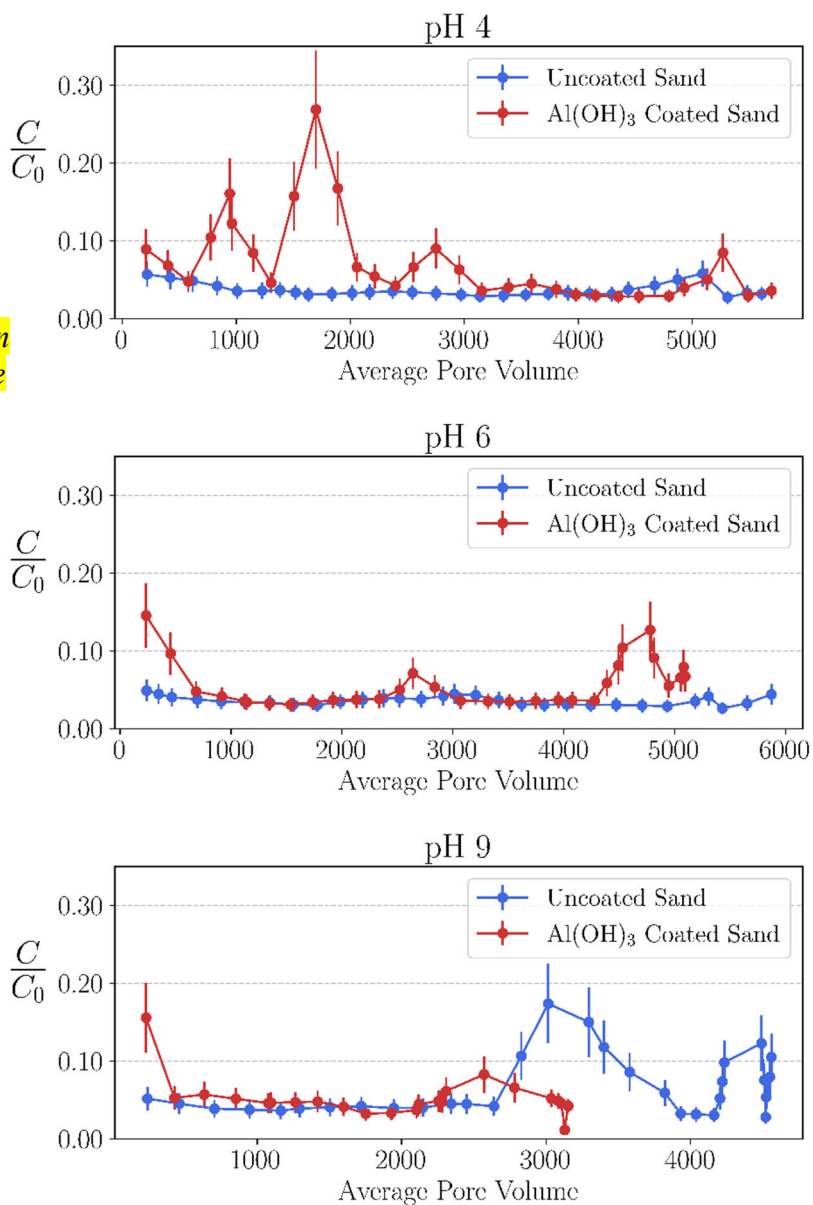 pH 4
Uncoated Sand
Al(OH)₃ Coated Sand
C
C₀
0.30
0.20
0.10
0.00
0 1000 2000 3000 4000 5000
Average Pore Volume
n
e
pH 6
Uncoated Sand
Al(OH)₃ Coated Sand
C
C₀
0.30
0.20
0.10
0.00
0 1000 2000 3000 4000 5000 6000
Average Pore Volume
pH 9
Uncoated Sand
Al(OH)₃ Coated Sand
C
C₀
0.30
0.20
0.10
0.00
1000 2000 3000 4000
Average Pore Volume